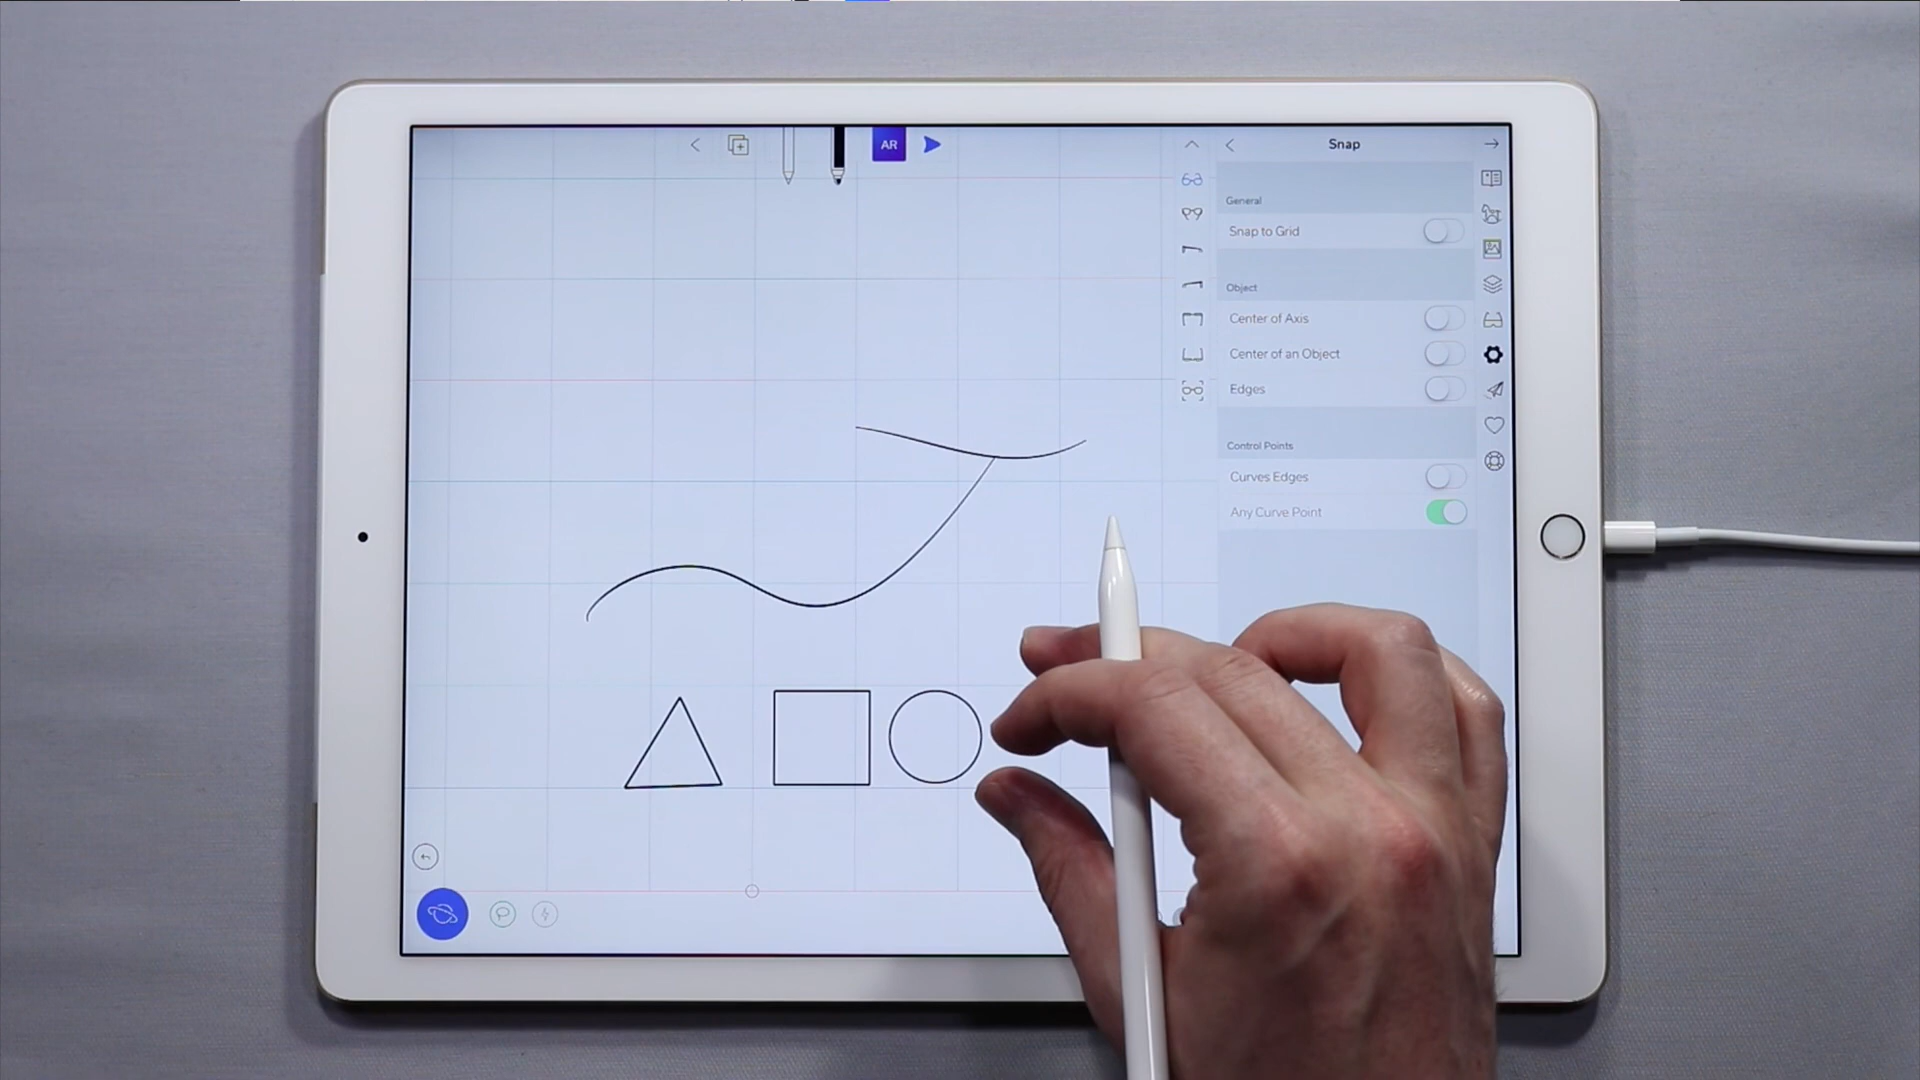 AR
Snap
General
Snap to Grid
Object
Center of Axis
Center of an Object
Edges
Control Points
Curves Edges
Any Curve Point